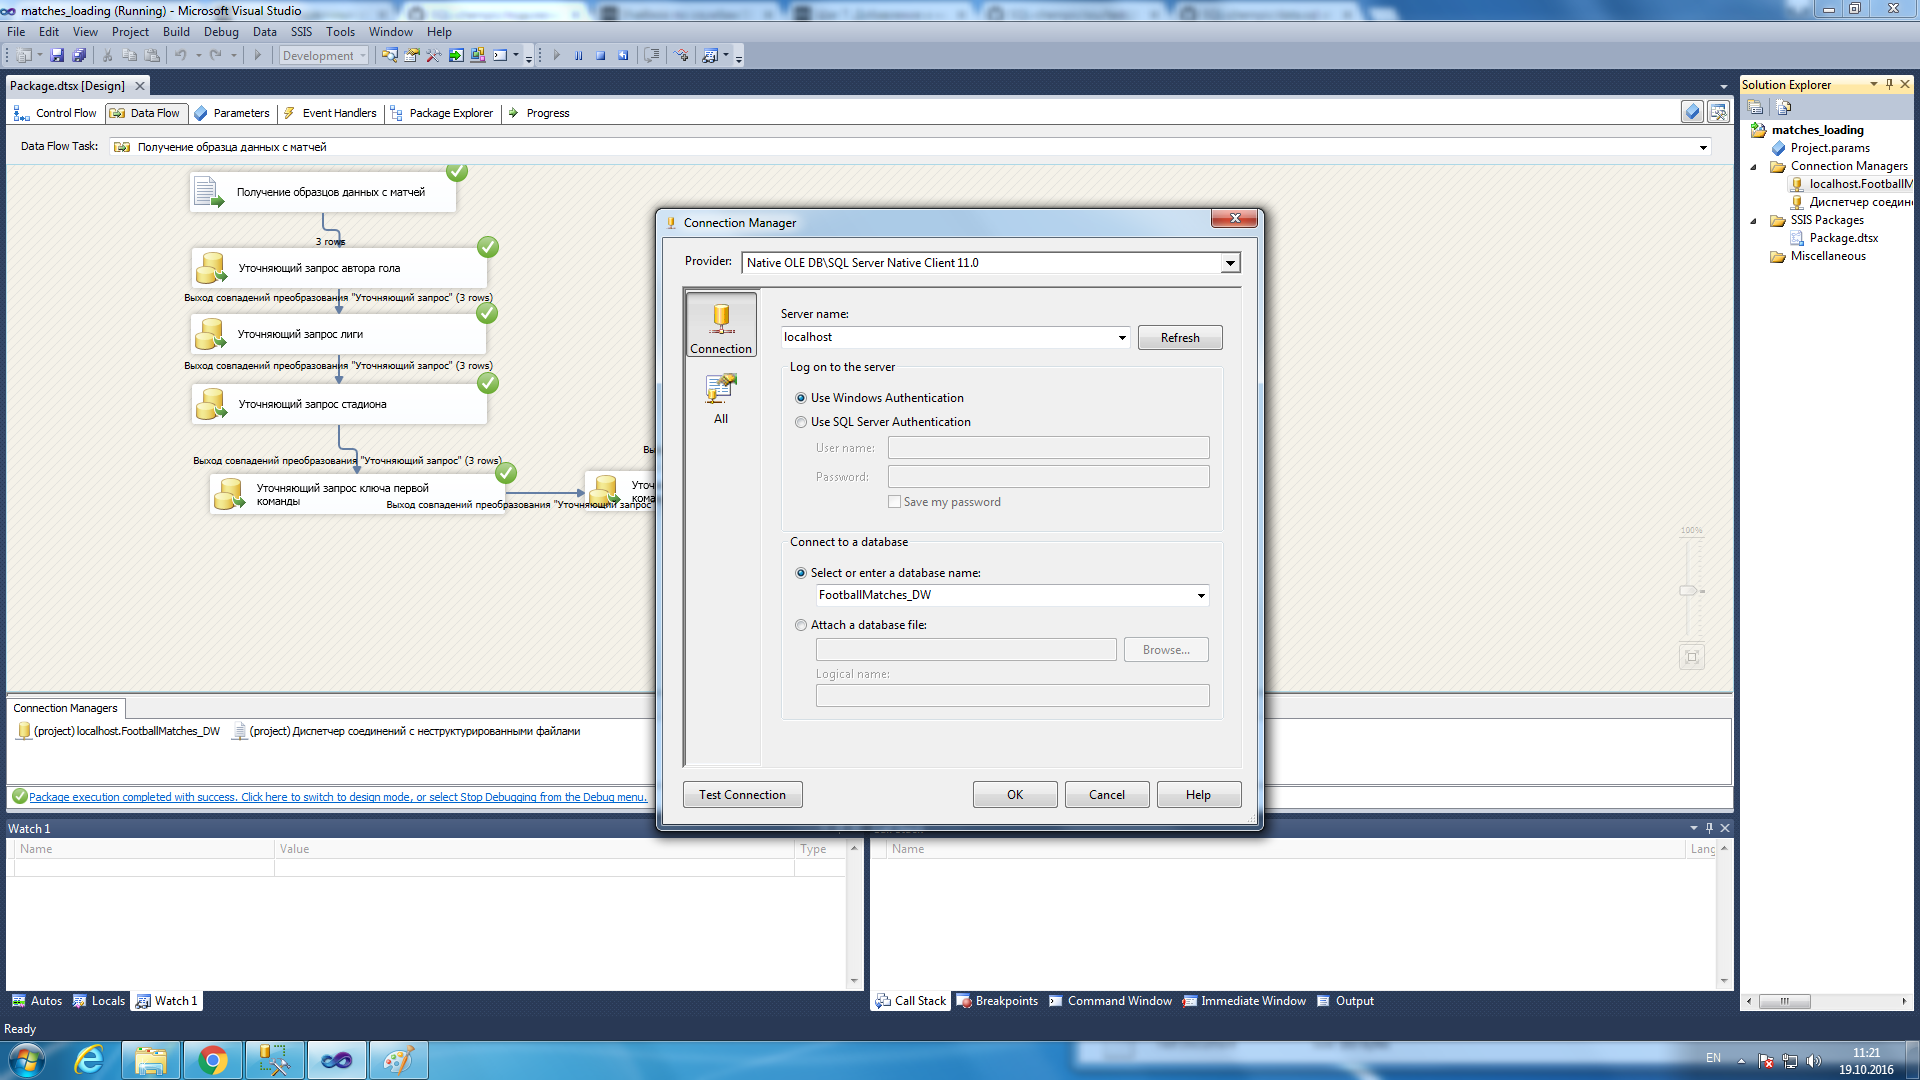 matches_loading (Running) - Microsoft Visual Studio
File Edit View Project Build Debug Data SSIS Tools Window Help
Development
Package.dtsx [Design]
Control Flow Data Flow Parameters Event Handlers Package Explorer Progress
Data Flow Task: Получение образца данных с матчей
Получение образцов данных с матчей
3 rows
Уточняющий запрос автора гола
Выход совпадений преобразования "Уточняющий запрос" (3 rows)
Уточняющий запрос лиги
Выход совпадений преобразования "Уточняющий запрос" (3 rows)
Уточняющий запрос стадиона
Выход совпадений преобразования "Уточняющий запрос" (3 rows)
Уточняющий запрос ключа первой
команды
Вы
Уточ
кома
Выход совпадений преобразования "Уточняющий запрос"
100%
Connection Manager
Provider: Native OLE DB\SQL Server Native Client 11.0
Connection
All
Server name:
localhost
Refresh
Log on to the server
Use Windows Authentication
Use SQL Server Authentication
User name:
Password:
Save my password
Connect to a database
Select or enter a database name:
FootballMatches_DW
Attach a database file:
Browse...
Logical name:
Test Connection OK Cancel Help
Solution Explorer
matches_loading
Project.params
Connection Managers
localhost.FootballM
Диспетчер соедин
SSIS Packages
Package.dtsx
Miscellaneous
Connection Managers
(project) localhost.FootballMatches_DW (project) Диспетчер соединений с неструктурированными файлами
Package execution completed with success. Click here to switch to design mode, or select Stop Debugging from the Debug menu.
Watch 1
Name Value Type
Name Lang
Autos Locals Watch 1
Call Stack Breakpoints Command Window Immediate Window Output
Ready
EN
11:21
19.10.2016